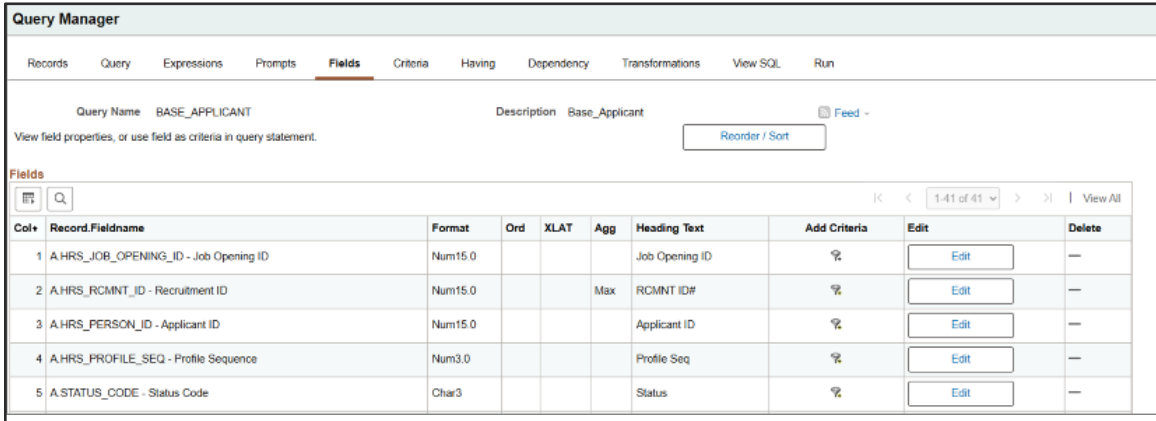 Query Manager
Records Query Expressions Prompts Fields Criteria Having Dependency Transformations View SQL Run
Query Name BASE_APPLICANT Description Base_Applicant Feed
View field properties, or use field as criteria in query statement. Reorder / Sort
Fields
1-41 of 41 View All
Col Record.Fieldname Format Ord XLAT Agg Heading Text Add Criteria Edit Delete
1 A.HRS_JOB_OPENING_ID - Job Opening ID Num15.0 Job Opening ID Edit
2 A.HRS_RCMNT_ID - Recruitment ID Num15.0 Max RCMNT ID# Edit
3 A.HRS_PERSON_ID - Applicant ID Num15.0 Applicant ID Edit
4 A.HRS_PROFILE_SEQ - Profile Sequence Num3.0 Profile Seq Edit
5 A.STATUS_CODE - Status Code Char3 Status Edit